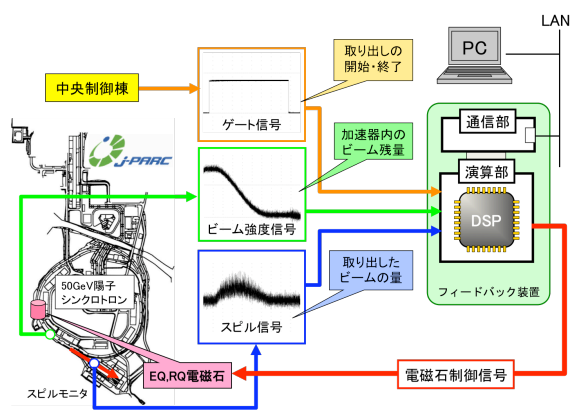 LAN
PC
取り出しの
開始・終了
中央制御棟
ゲート信号
通信部
加速器内の
ビーム残量
演算部
J-PARC
DSP
ビーム強度信号
取り出した
ビームの量
50GeV陽子
シンクロトロン
フィードバック装置
スピル信号
EQ,RQ電磁石
電磁石制御信号
スピルモニタ